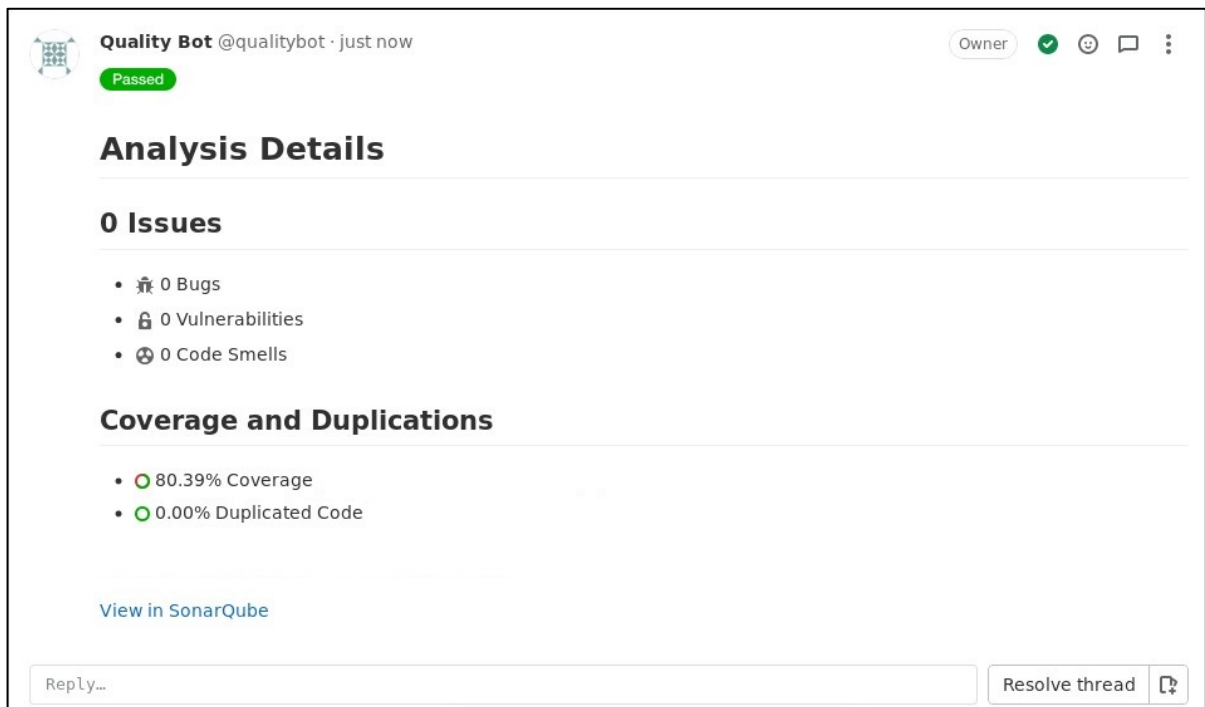 Quality Bot @qualitybot · just now Owner
Passed
Analysis Details
0 Issues
• 0 Bugs
• 0 Vulnerabilities
• 0 Code Smells
Coverage and Duplications
• 80.39% Coverage
• 0.00% Duplicated Code
View in SonarQube
Reply… Resolve thread